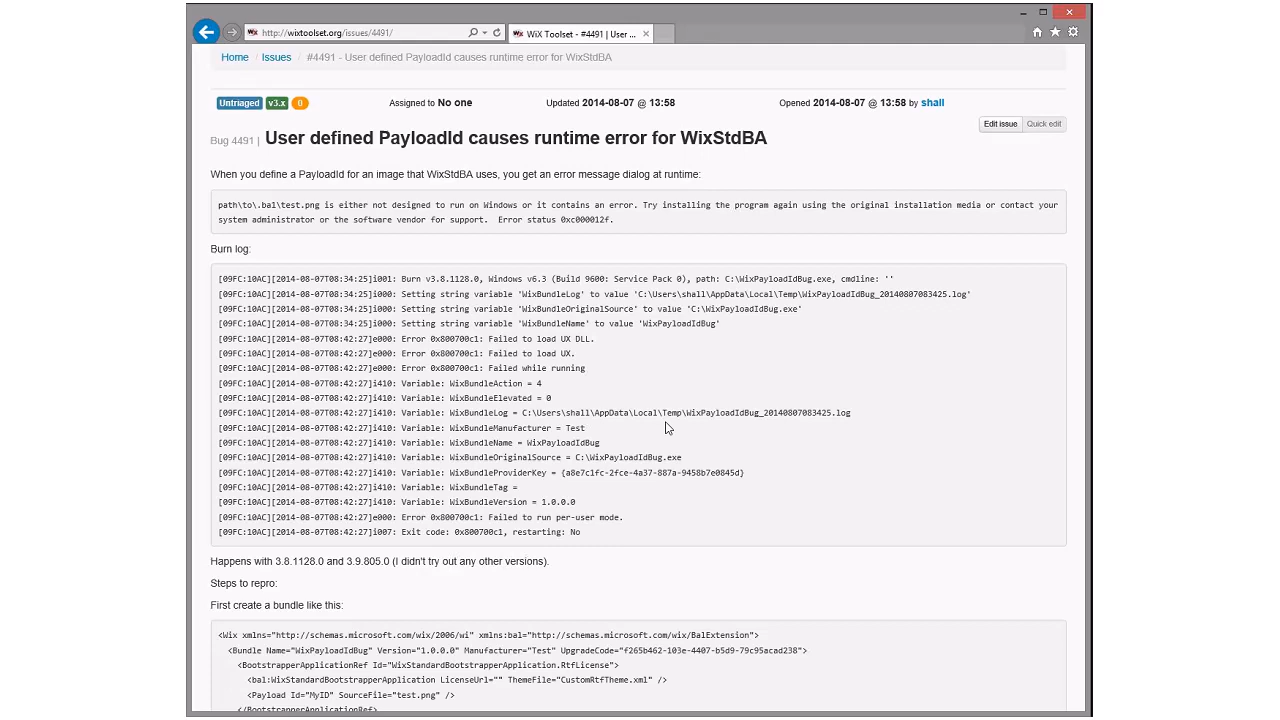 http://wixtoolset.org/issues/4491/
WiX Toolset - #4491 | User ...
Home / Issues / #4491 - User defined PayloadId causes runtime error for WixStdBA
Untriaged v3.x 0 Assigned to No one Updated 2014-08-07 @ 13:58 Opened 2014-08-07 @ 13:58 by shall
Edit issue Quick edit
Bug 4491 | User defined PayloadId causes runtime error for WixStdBA
When you define a PayloadId for an image that WixStdBA uses, you get an error message dialog at runtime:
path\to\.ba1\test.png is either not designed to run on Windows or it contains an error. Try installing the program again using the original installation media or contact your
system administrator or the software vendor for support.  Error status 0xc000012f.
Burn log:
[09FC:10AC][2014-08-07T08:34:25]i001: Burn v3.8.1128.0, Windows v6.3 (Build 9600: Service Pack 0), path: C:\WixPayloadIdBug.exe, cmdline: ''
[09FC:10AC][2014-08-07T08:34:25]i000: Setting string variable 'WixBundleLog' to value 'C:\Users\shall\AppData\Local\Temp\WixPayloadIdBug_20140807083425.log'
[09FC:10AC][2014-08-07T08:34:25]i000: Setting string variable 'WixBundleOriginalSource' to value 'C:\WixPayloadIdBug.exe'
[09FC:10AC][2014-08-07T08:34:25]i000: Setting string variable 'WixBundleName' to value 'WixPayloadIdBug'
[09FC:10AC][2014-08-07T08:42:27]e000: Error 0x800700c1: Failed to load UX DLL.
[09FC:10AC][2014-08-07T08:42:27]e000: Error 0x800700c1: Failed to load UX.
[09FC:10AC][2014-08-07T08:42:27]e000: Error 0x800700c1: Failed while running
[09FC:10AC][2014-08-07T08:42:27]i410: Variable: WixBundleAction = 4
[09FC:10AC][2014-08-07T08:42:27]i410: Variable: WixBundleElevated = 0
[09FC:10AC][2014-08-07T08:42:27]i410: Variable: WixBundleLog = C:\Users\shall\AppData\Local\Temp\WixPayloadIdBug_20140807083425.log
[09FC:10AC][2014-08-07T08:42:27]i410: Variable: WixBundleManufacturer = Test
[09FC:10AC][2014-08-07T08:42:27]i410: Variable: WixBundleName = WixPayloadIdBug
[09FC:10AC][2014-08-07T08:42:27]i410: Variable: WixBundleOriginalSource = C:\WixPayloadIdBug.exe
[09FC:10AC][2014-08-07T08:42:27]i410: Variable: WixBundleProviderKey = {a8e7c1fc-2fce-4a37-887a-9458b7e0845d}
[09FC:10AC][2014-08-07T08:42:27]i410: Variable: WixBundleTag =
[09FC:10AC][2014-08-07T08:42:27]i410: Variable: WixBundleVersion = 1.0.0.0
[09FC:10AC][2014-08-07T08:42:27]e000: Error 0x800700c1: Failed to run per-user mode.
[09FC:10AC][2014-08-07T08:42:27]i007: Exit code: 0x800700c1, restarting: No
Happens with 3.8.1128.0 and 3.9.805.0 (I didn't try out any other versions).
Steps to repro:
First create a bundle like this:
<Wix xmlns="http://schemas.microsoft.com/wix/2006/wi" xmlns:bal="http://schemas.microsoft.com/wix/BalExtension">
<Bundle Name="WixPayloadIdBug" Version="1.0.0.0" Manufacturer="Test" UpgradeCode="f265b462-103e-4407-b5d9-79c95acad238">
<BootstrapperApplicationRef Id="WixStandardBootstrapperApplication.RtfLicense">
<bal:WixStandardBootstrapperApplication LicenseUrl="" ThemeFile="CustomRtfTheme.xml" />
<Payload Id="MyID" SourceFile="test.png" />
</BootstrapperApplicationRef>